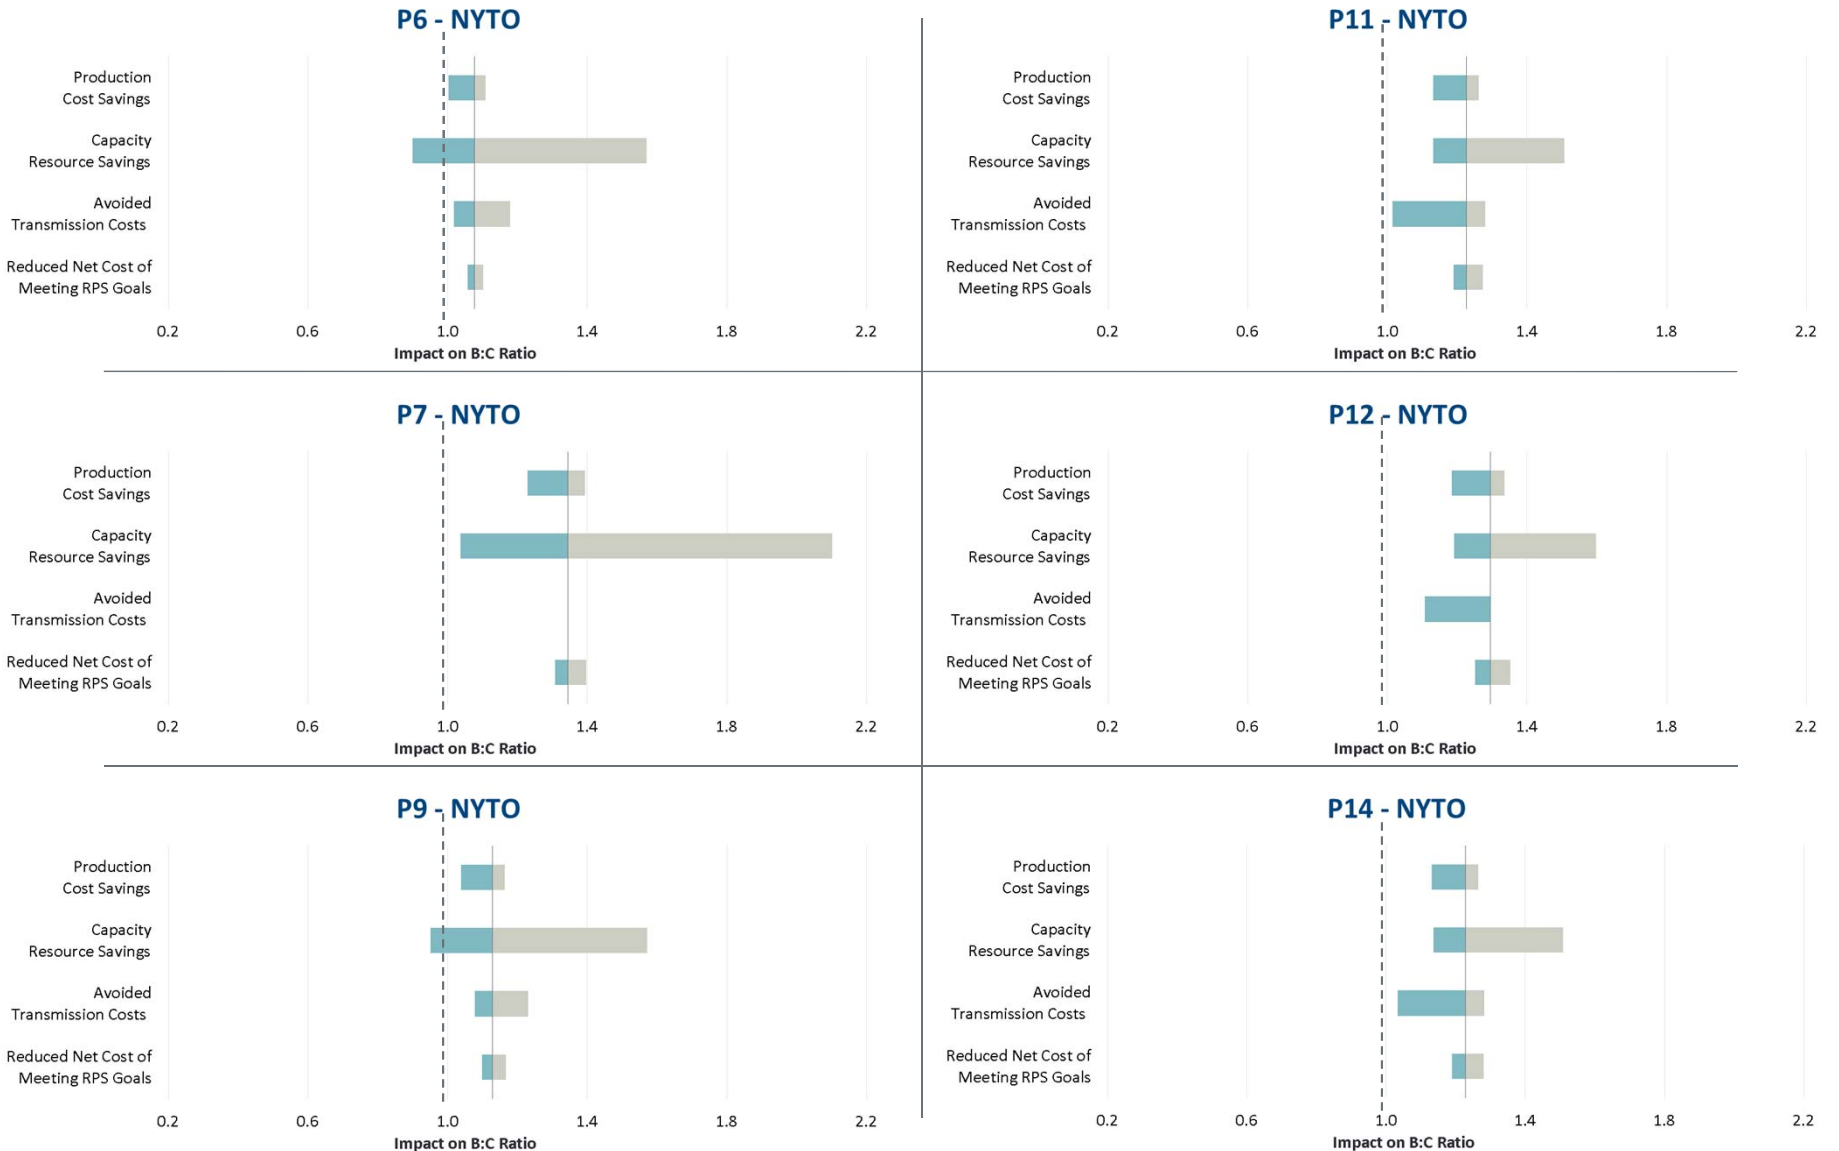 P6 - NYTO
Production
Cost Savings
Capacity
Resource Savings
Avoided
Transmission Costs
Reduced Net Cost of
Meeting RPS Goals
0.2 0.6 1.0 1.4 1.8 2.2
Impact on B:C Ratio
P11 - NYTO
Production
Cost Savings
Capacity
Resource Savings
Avoided
Transmission Costs
Reduced Net Cost of
Meeting RPS Goals
0.2 0.6 1.0 1.4 1.8 2.2
Impact on B:C Ratio
P7 - NYTO
Production
Cost Savings
Capacity
Resource Savings
Avoided
Transmission Costs
Reduced Net Cost of
Meeting RPS Goals
0.2 0.6 1.0 1.4 1.8 2.2
Impact on B:C Ratio
P12 - NYTO
Production
Cost Savings
Capacity
Resource Savings
Avoided
Transmission Costs
Reduced Net Cost of
Meeting RPS Goals
0.2 0.6 1.0 1.4 1.8 2.2
Impact on B:C Ratio
P9 - NYTO
Production
Cost Savings
Capacity
Resource Savings
Avoided
Transmission Costs
Reduced Net Cost of
Meeting RPS Goals
0.2 0.6 1.0 1.4 1.8 2.2
Impact on B:C Ratio
P14 - NYTO
Production
Cost Savings
Capacity
Resource Savings
Avoided
Transmission Costs
Reduced Net Cost of
Meeting RPS Goals
0.2 0.6 1.0 1.4 1.8 2.2
Impact on B:C Ratio